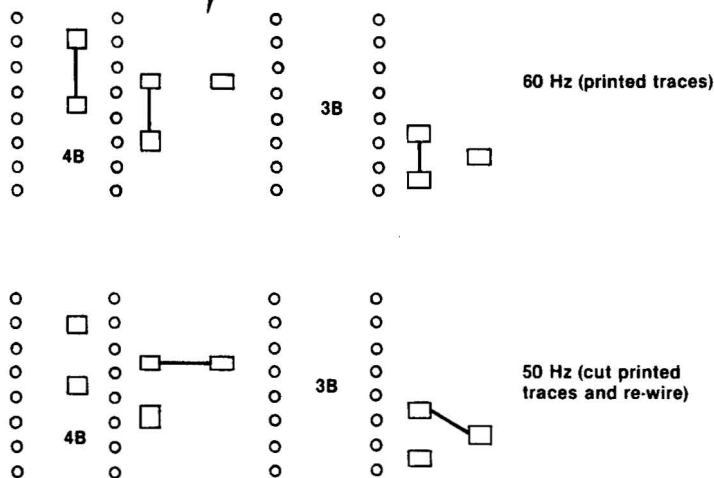 3B
60 Hz (printed traces)
4B
3B
50 Hz (cut printed
traces and re-wire)
4B